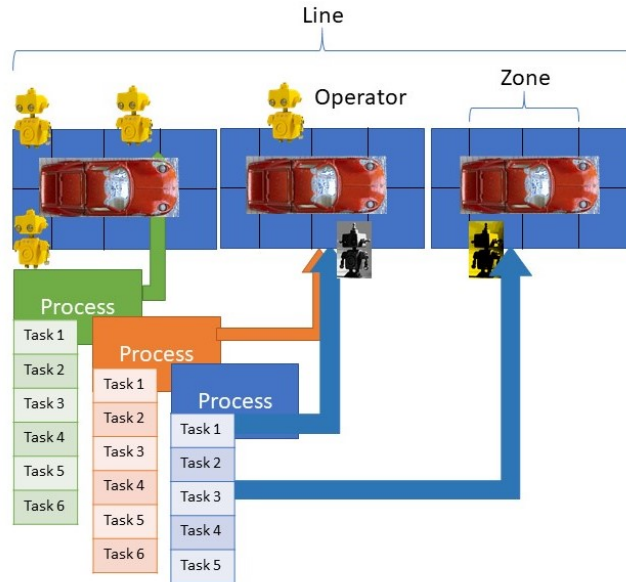 Line
Operator
Zone
Process
Task 1
Task 2
Task 3
Task 4
Task 5
Task 6
Process
Task 1
Task 2
Task 3
Task 4
Task 5
Task 6
Process
Task 1
Task 2
Task 3
Task 4
Task 5